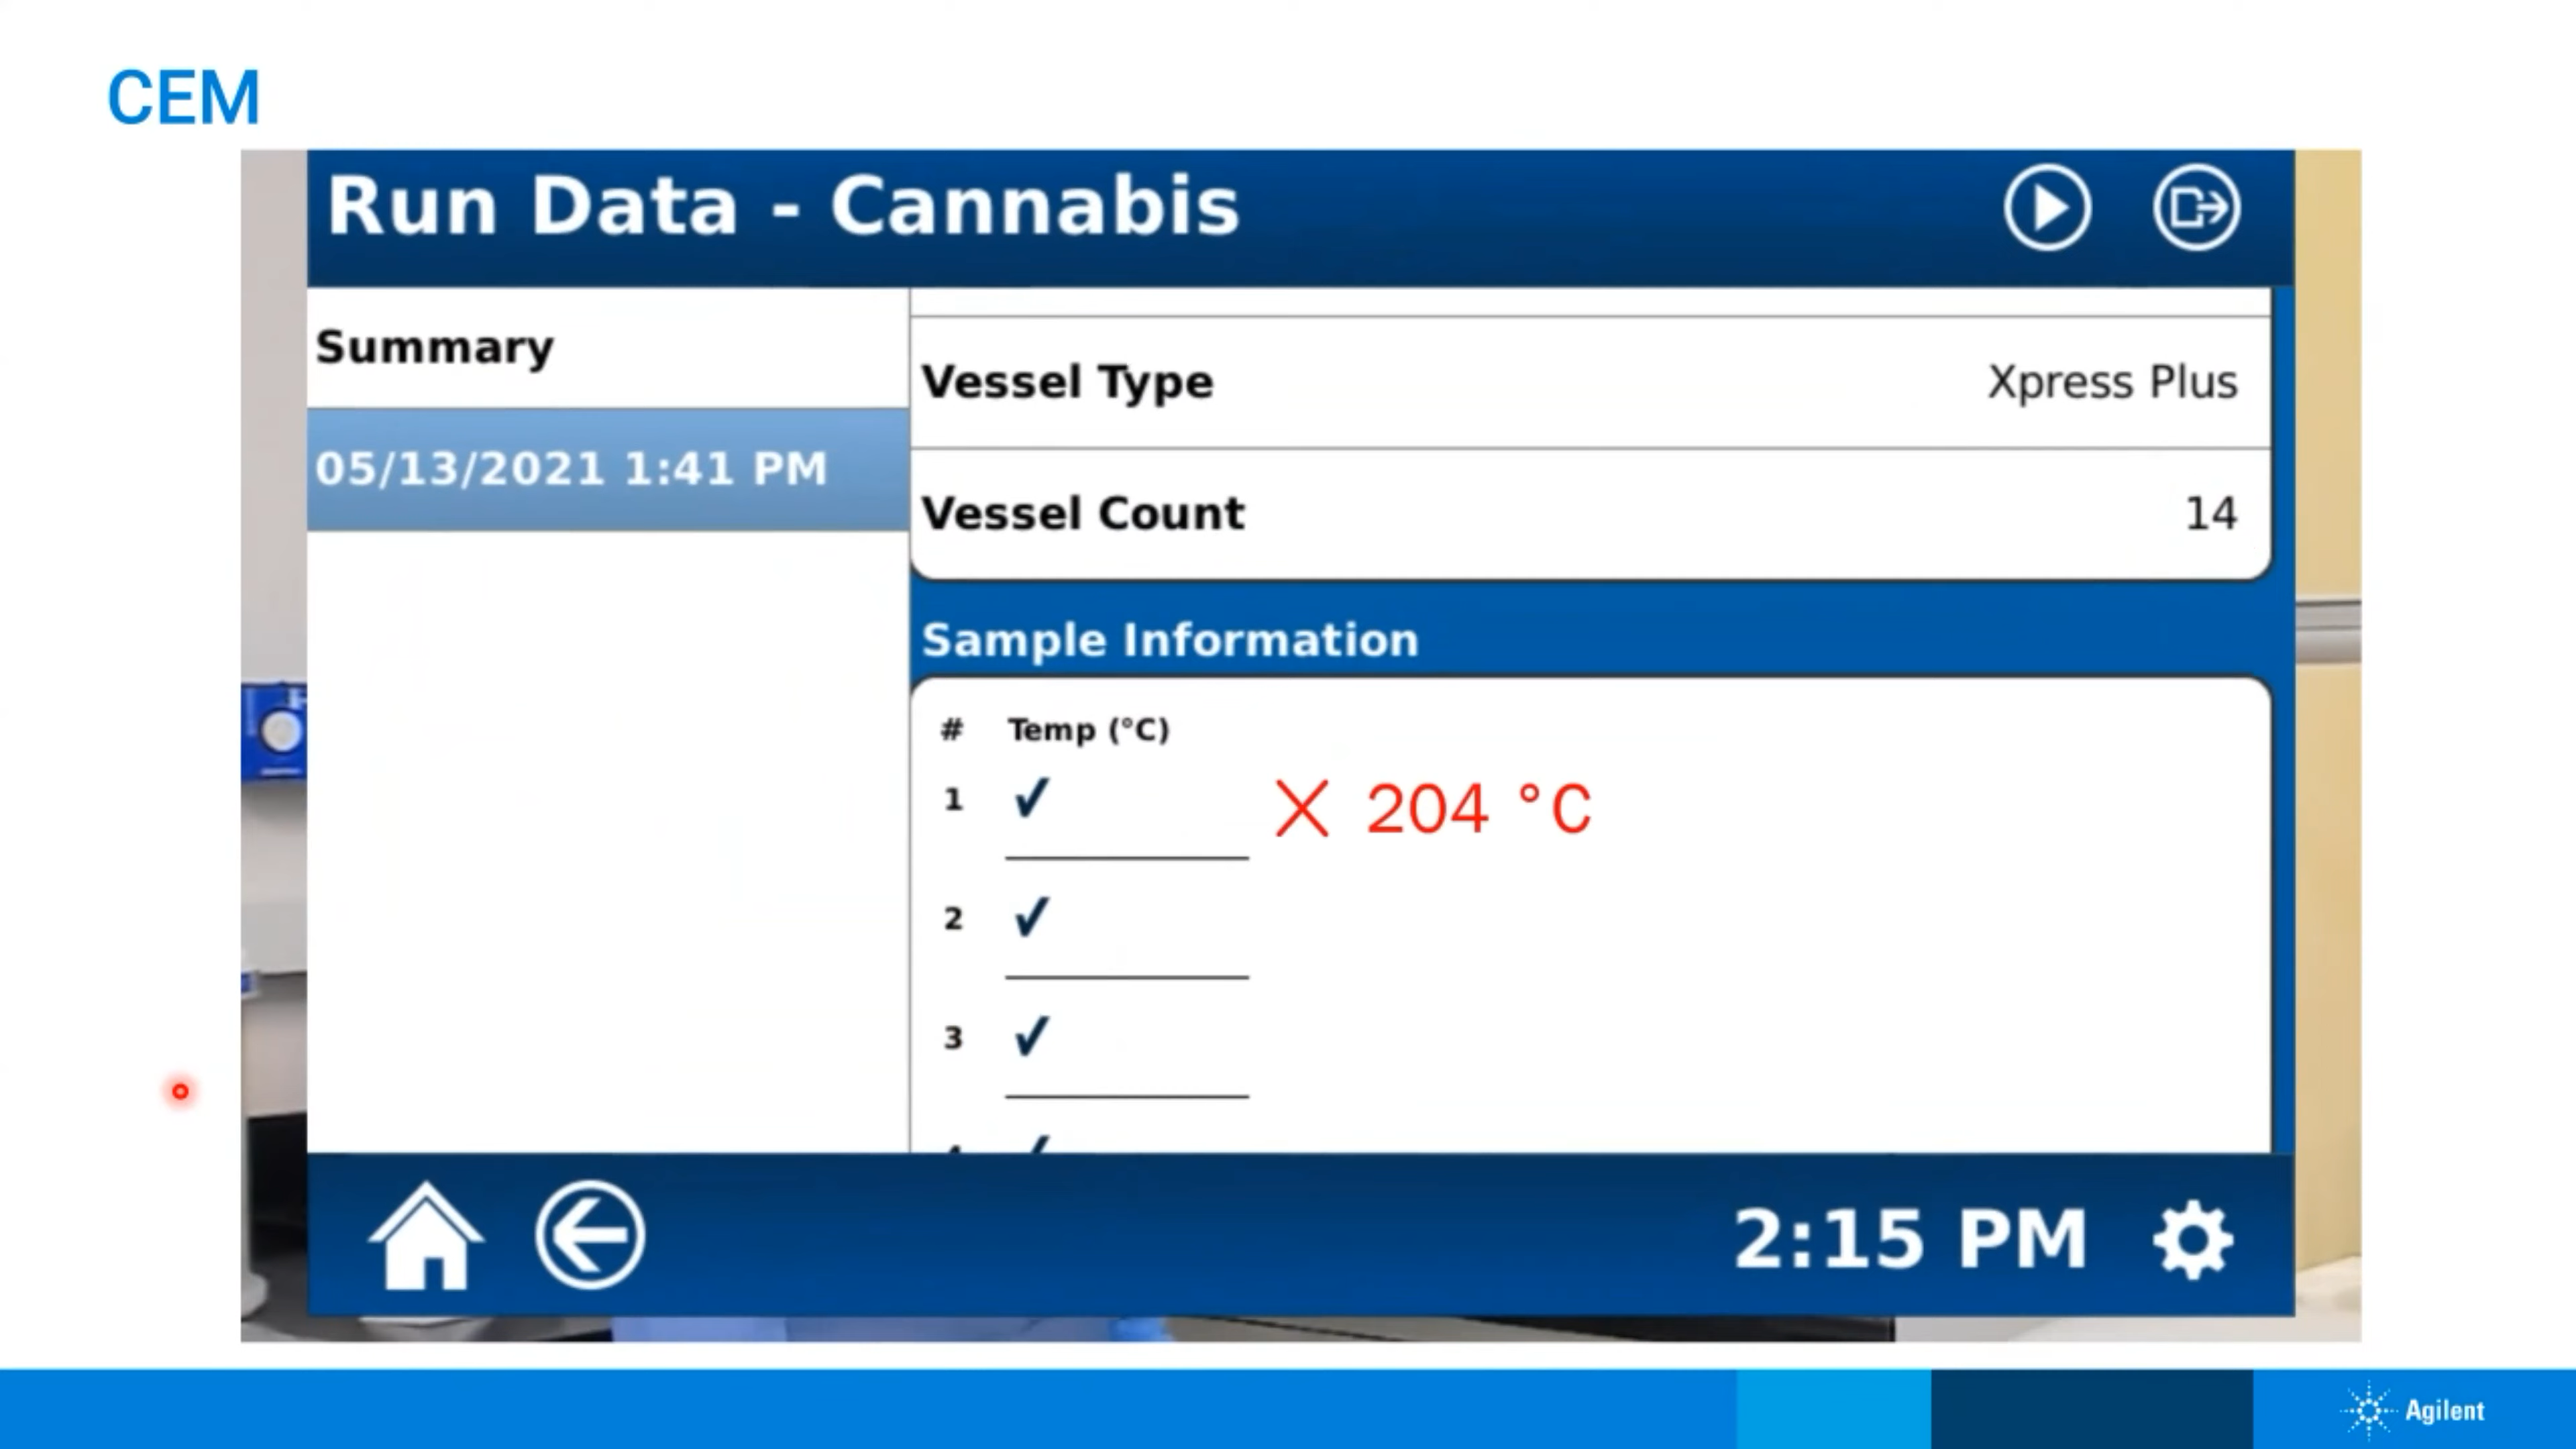 CEM
Run Data - Cannabis
Summary
05/13/2021 1:41 PM
Vessel Type Xpress Plus
Vessel Count 14
Sample Information
# Temp (°C)
1 ✓ X 204 °C
2 ✓
3 ✓
2:15 PM
Agilent